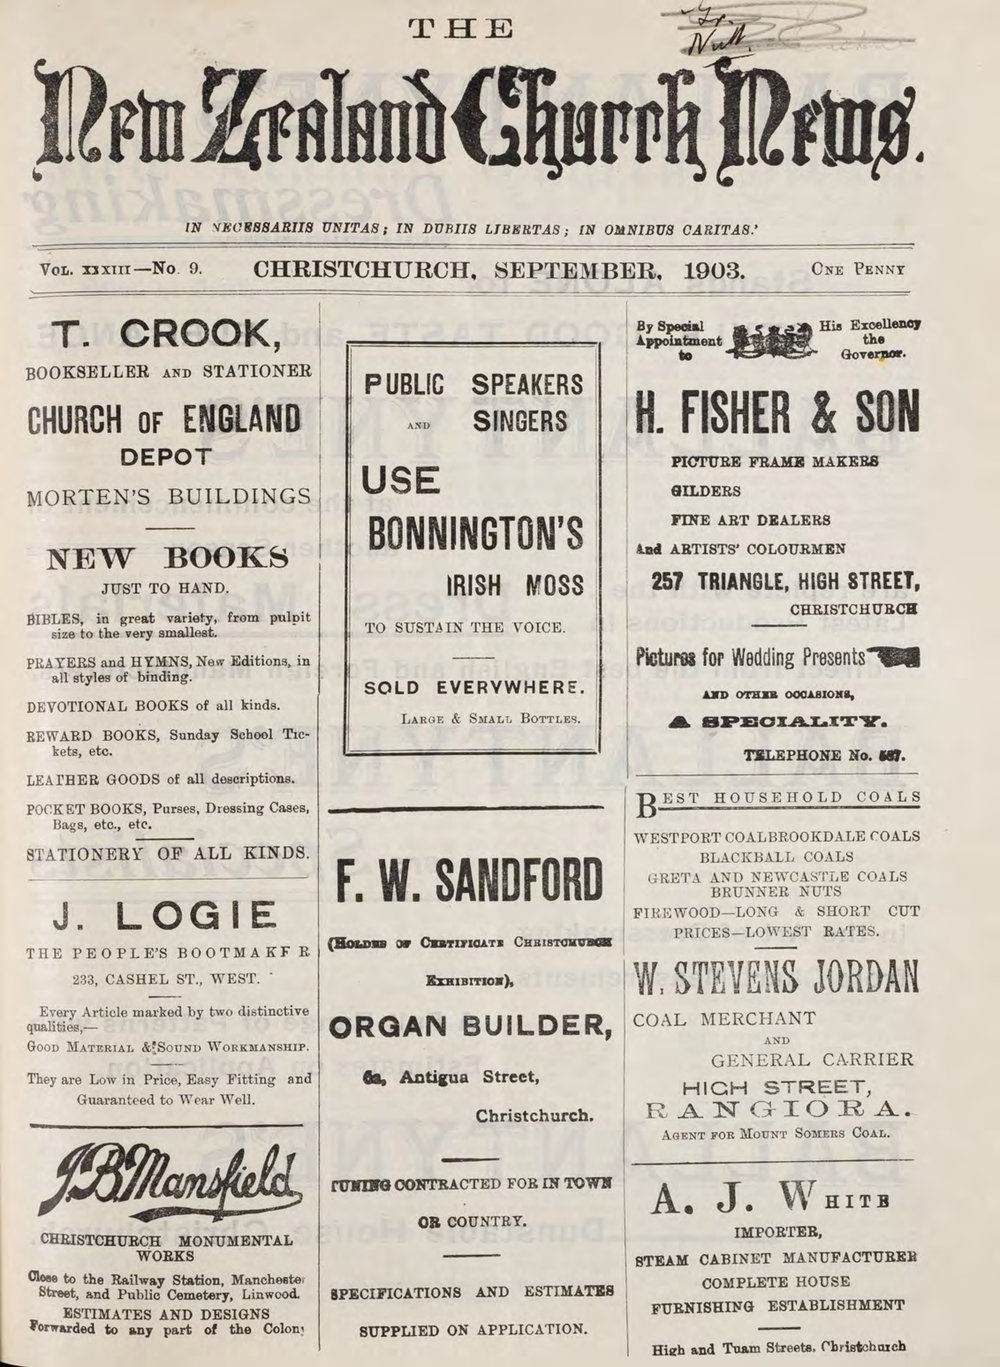 THE
Nutt.
New Zealand Church News.
IN NECESSARIIS UNITAS; IN DUBIIS LIBERTAS; IN OMNIBUS CARITAS.'
VOL. XXXIII—No. 9. CHRISTCHURCH, SEPTEMBER, 1903. ONE PENNY
T. CROOK,
BOOKSELLER AND STATIONER
CHURCH OF ENGLAND
DEPOT
MORTEN'S BUILDINGS
NEW BOOKS
JUST TO HAND.
BIBLES, in great variety, from pulpit
size to the very smallest.
PRAYERS and HYMNS, New Editions, in
all styles of binding.
DEVOTIONAL BOOKS of all kinds.
REWARD BOOKS, Sunday School Tic-
kets, etc.
LEATHER GOODS of all descriptions.
POCKET BOOKS, Purses, Dressing Cases,
Bags, etc., etc.
STATIONERY OF ALL KINDS.
J. LOGIE
THE PEOPLE'S BOOTMAKER
233, CASHEL ST., WEST.
Every Article marked by two distinctive
qualities,—
GOOD MATERIAL & SOUND WORKMANSHIP.
They are Low in Price, Easy Fitting and
Guaranteed to Wear Well.
J.B. Mansfield
CHRISTCHURCH MONUMENTAL
WORKS
Close to the Railway Station, Manchester
Street, and Public Cemetery, Linwood.
ESTIMATES AND DESIGNS
Forwarded to any part of the Colony
PUBLIC SPEAKERS
AND SINGERS
USE
BONNINGTON'S
IRISH MOSS
TO SUSTAIN THE VOICE.
SOLD EVERYWHERE.
LARGE & SMALL BOTTLES.
F. W. SANDFORD
(HOLDER OF CERTIFICATE CHRISTCHURCH
EXHIBITION),
ORGAN BUILDER,
6a, Antigua Street,
Christchurch.
TUNING CONTRACTED FOR IN TOWN
OR COUNTRY.
SPECIFICATIONS AND ESTIMATES
SUPPLIED ON APPLICATION.
By Special Appointment to His Excellency the Governor.
H. FISHER & SON
PICTURE FRAME MAKERS
GILDERS
FINE ART DEALERS
And ARTISTS' COLOURMEN
257 TRIANGLE, HIGH STREET,
CHRISTCHURCH
Pictures for Wedding Presents
AND OTHER OCCASIONS,
A SPECIALITY.
TELEPHONE No. 587.
BEST HOUSEHOLD COALS
WESTPORT COALBROOKDALE COALS
BLACKBALL COALS
GRETA AND NEWCASTLE COALS
BRUNNER NUTS
FIREWOOD—LONG & SHORT CUT
PRICES—LOWEST RATES.
W. STEVENS JORDAN
COAL MERCHANT
AND
GENERAL CARRIER
HIGH STREET,
RANGIORA.
AGENT FOR MOUNT SOMERS COAL.
A. J. WHITE
IMPORTER,
STEAM CABINET MANUFACTURER
COMPLETE HOUSE
FURNISHING ESTABLISHMENT
High and Tuam Streets, Christchurch